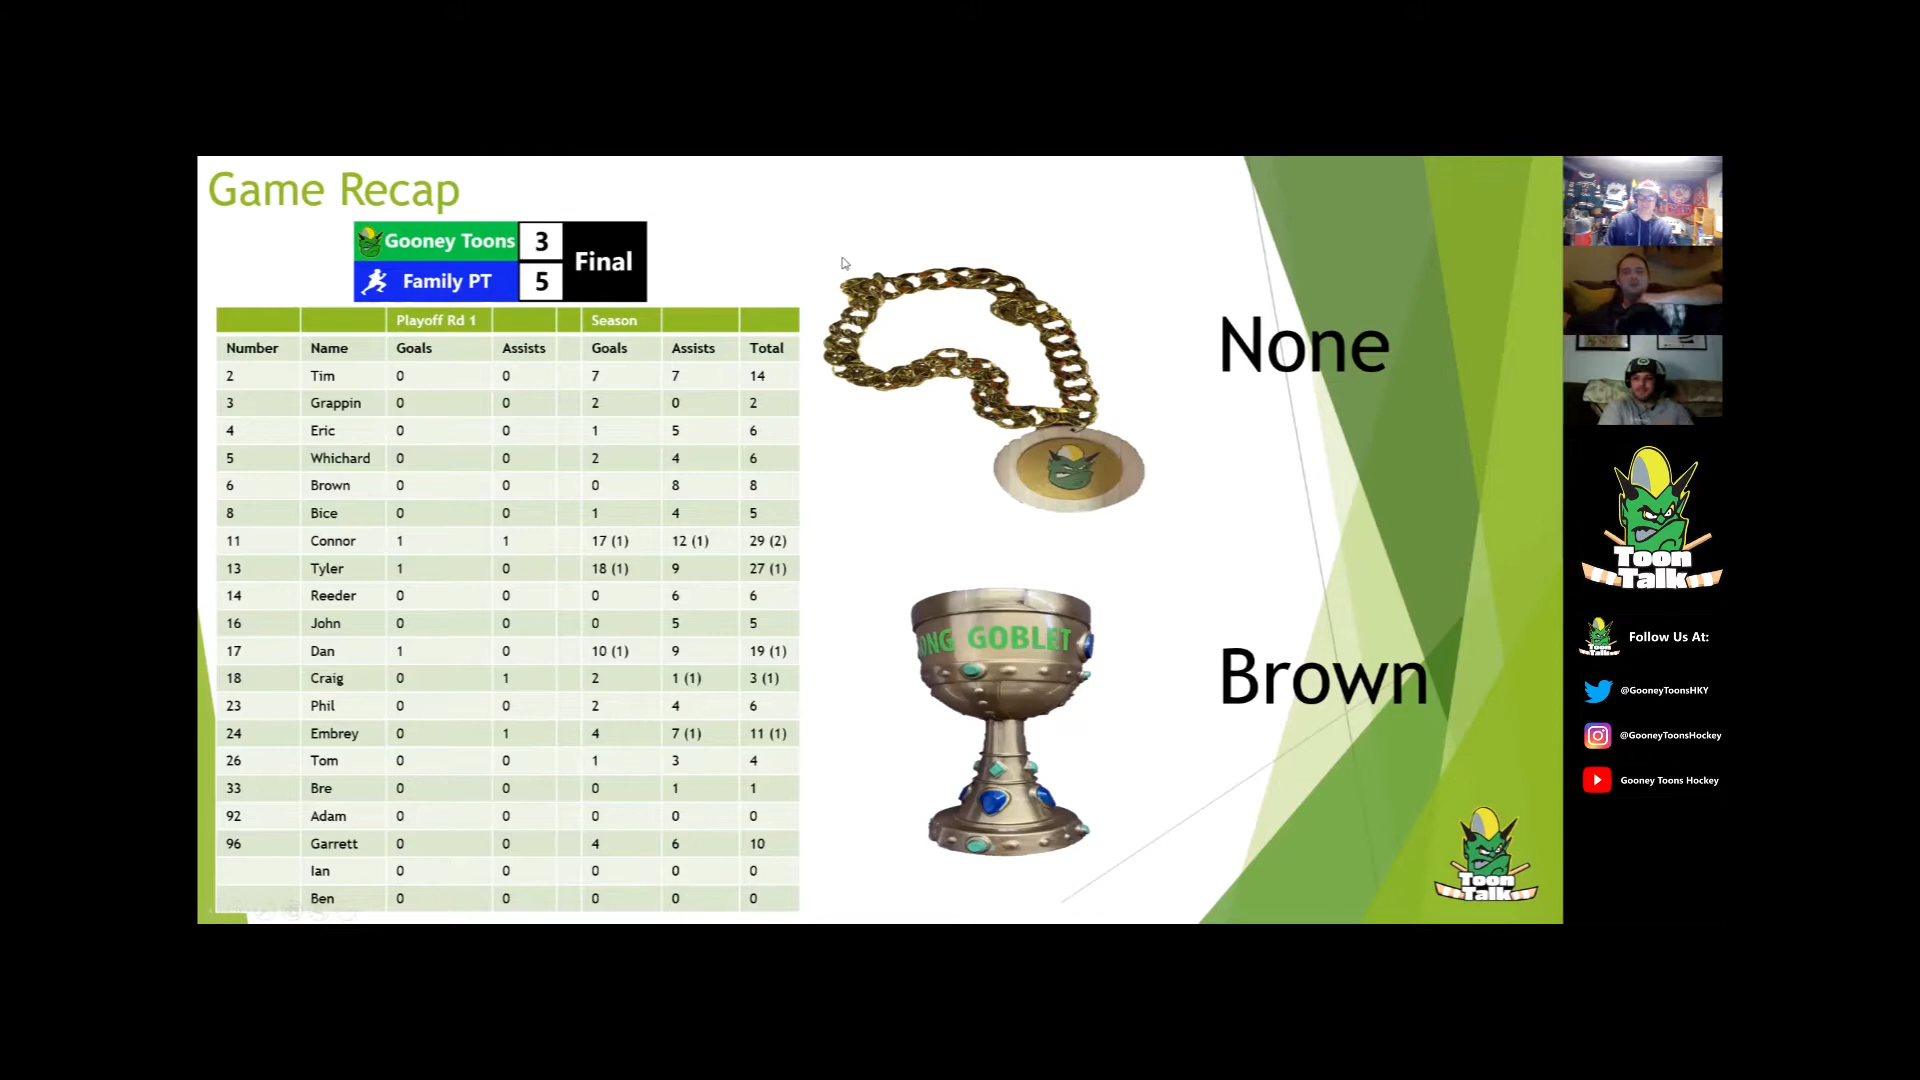 Game Recap
Gooney Toons 3
Family PT 5
Final
Playoff Rd 1 Season
Number Name Goals Assists Goals Assists Total
2 Tim 0 0 7 7 14
3 Grappin 0 0 2 0 2
4 Eric 0 0 1 5 6
5 Whichard 0 0 2 4 6
6 Brown 0 0 0 8 8
8 Bice 0 0 1 4 5
11 Connor 1 1 17 (1) 12 (1) 29 (2)
13 Tyler 1 0 18 (1) 9 27 (1)
14 Reeder 0 0 0 6 6
16 John 0 0 0 5 5
17 Dan 1 0 10 (1) 9 19 (1)
18 Craig 0 1 2 1 (1) 3 (1)
23 Phil 0 0 2 4 6
24 Embrey 0 1 4 7 (1) 11 (1)
26 Tom 0 0 1 3 4
33 Bre 0 0 0 1 1
92 Adam 0 0 0 0 0
96 Garrett 0 0 4 6 10
Ian 0 0 0 0 0
Ben 0 0 0 0 0
None
GOBLET
Brown
Toon
Talk
Toon
Talk
Follow Us At:
@GooneyToonsHKY
@GooneyToonsHockey
Gooney Toons Hockey